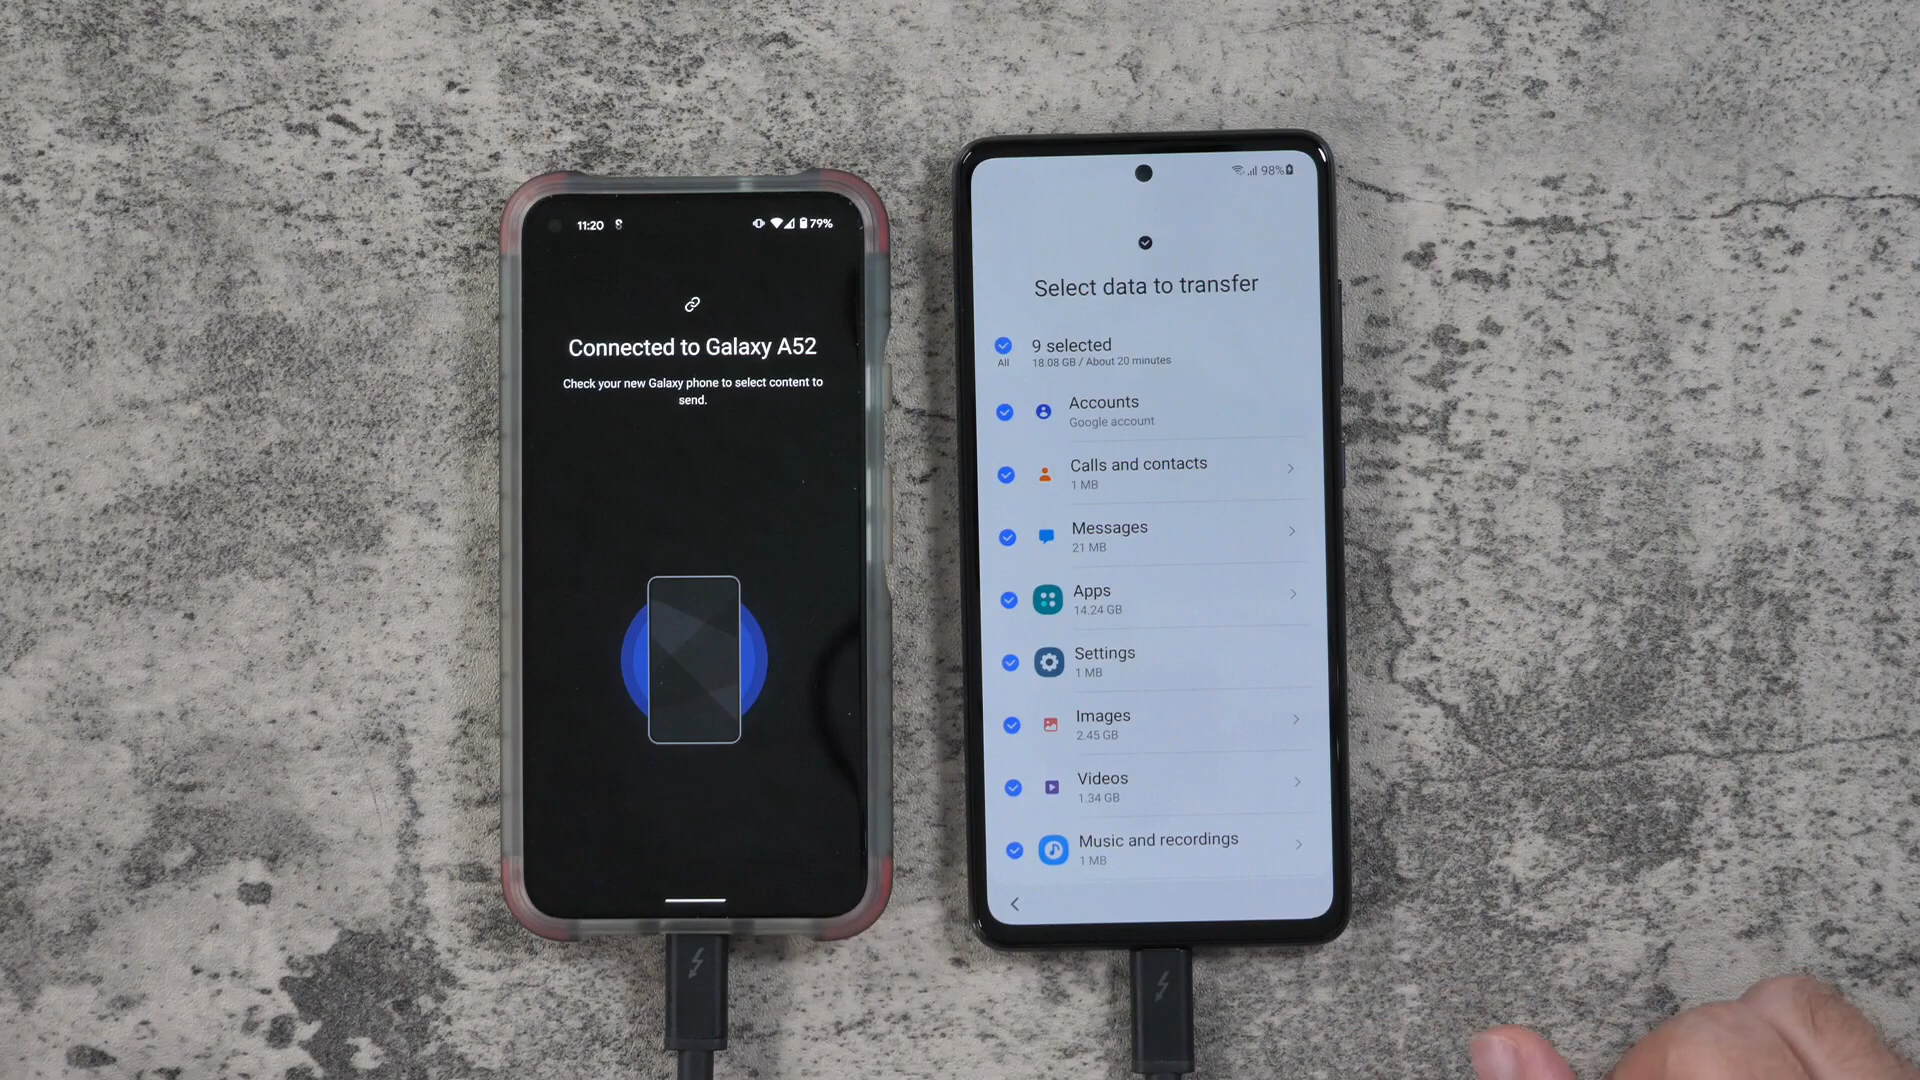 11:20
79%
Connected to Galaxy A52
Check your new Galaxy phone to select content to
send.
98%
Select data to transfer
All
9 selected
18.08 GB / About 20 minutes
Accounts
Google account
Calls and contacts
1 MB
Messages
21 MB
Apps
14.24 GB
Settings
1 MB
Images
2.45 GB
Videos
1.34 GB
Music and recordings
1 MB